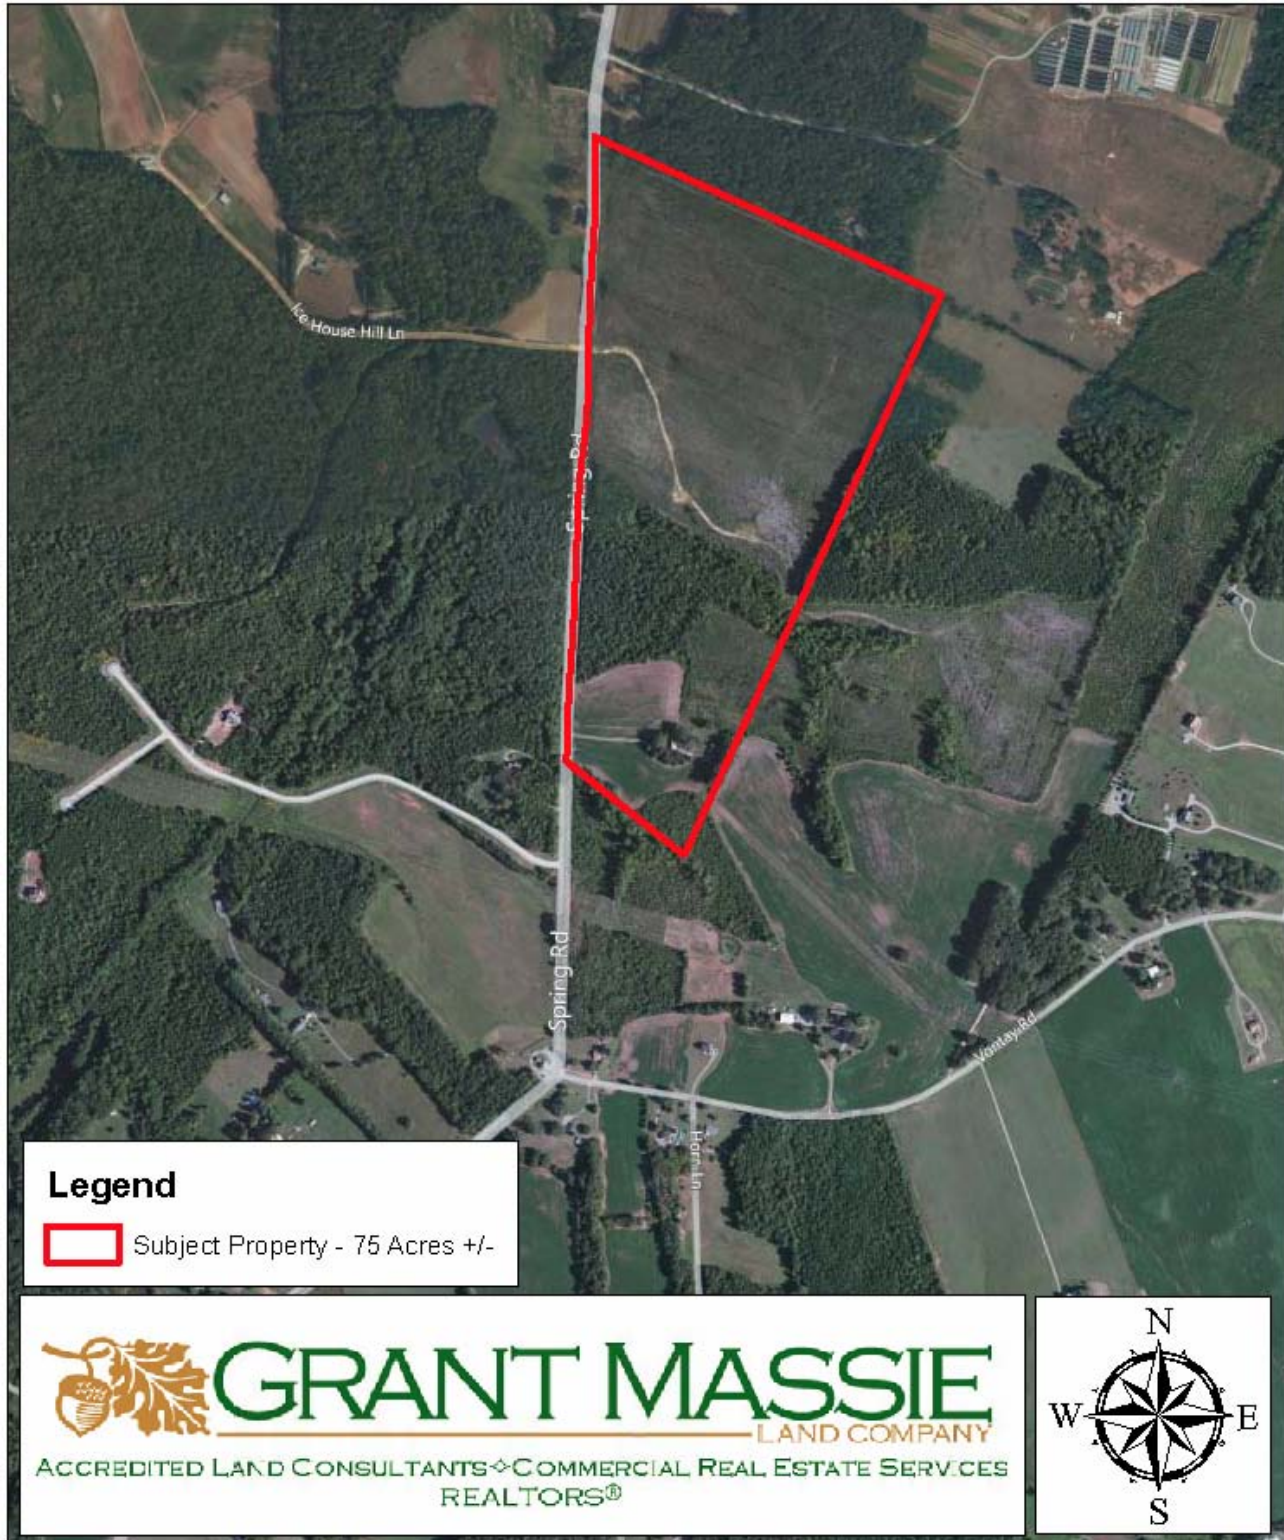 Ice House Hill Ln
Spring Rd
Spring Rd
Vontay Rd
Horn Ln
Legend
Subject Property - 75 Acres +/-
GRANT MASSIE
LAND COMPANY
ACCREDITED LAND CONSULTANTS◇COMMERCIAL REAL ESTATE SERVICES
REALTORS®
N
W E
S